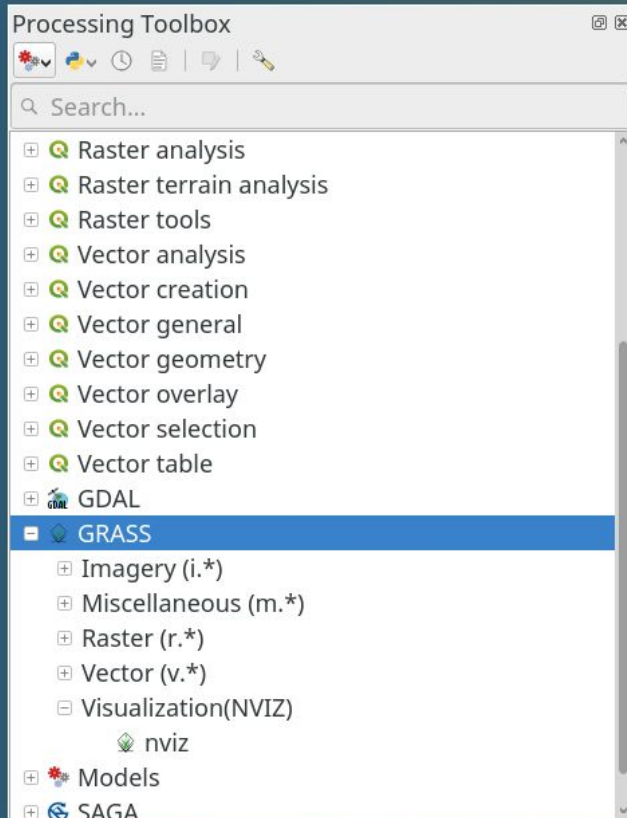 Processing Toolbox
Search...
Raster analysis
Raster terrain analysis
Raster tools
Vector analysis
Vector creation
Vector general
Vector geometry
Vector overlay
Vector selection
Vector table
GDAL GDAL
GRASS
Imagery (i.*)
Miscellaneous (m.*)
Raster (r.*)
Vector (v.*)
Visualization(NVIZ)
nviz
Models
SAGA